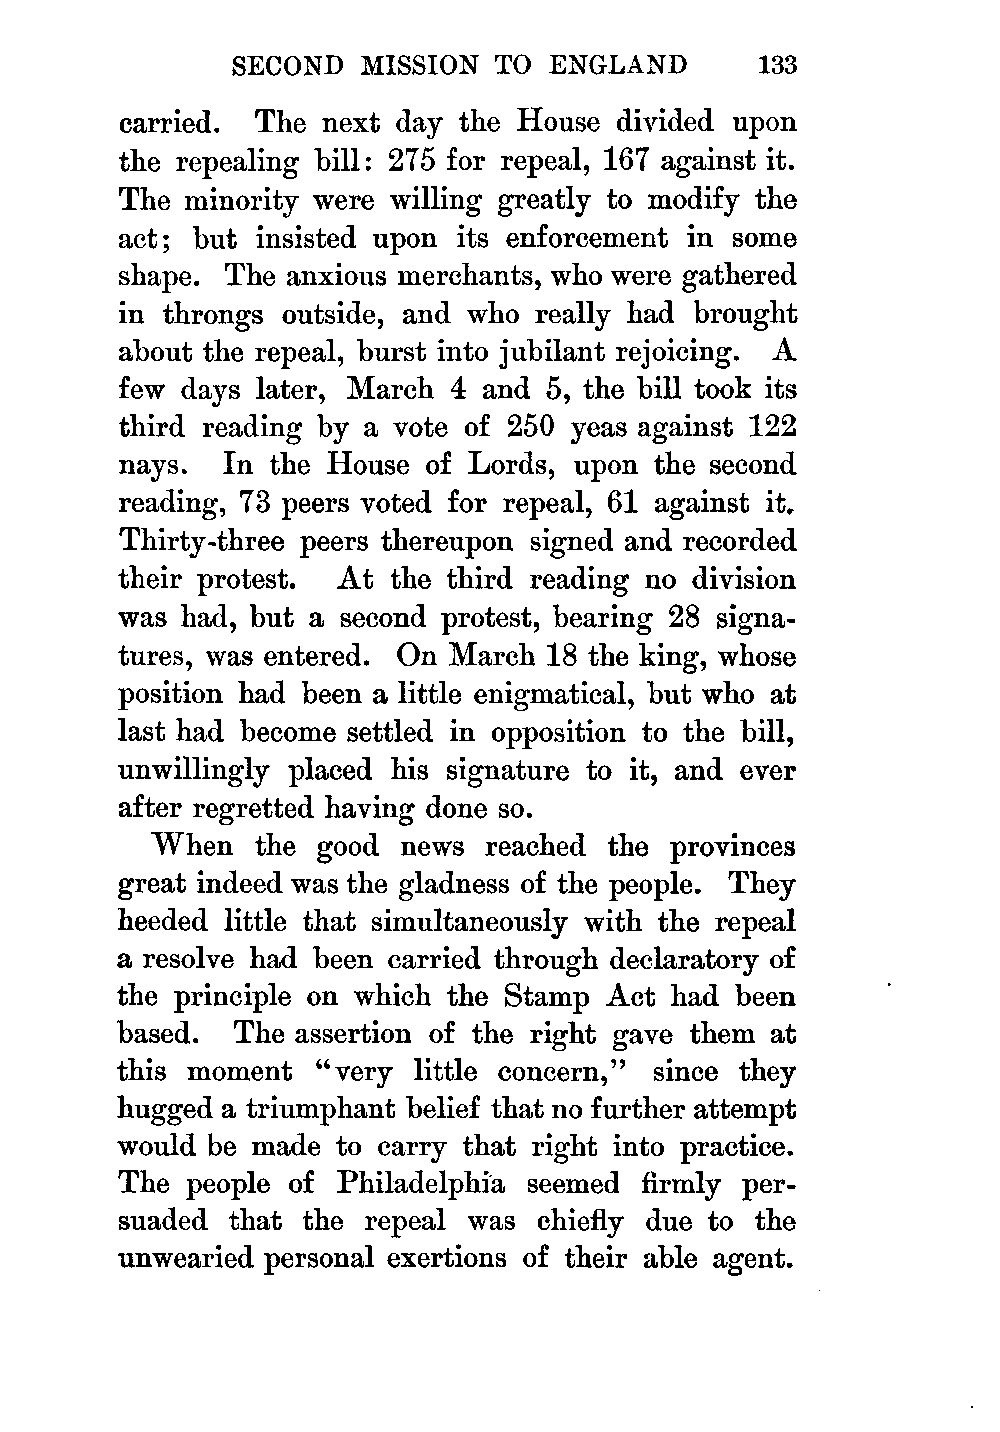 SECOND MISSION TO ENGLAND 133
carried. The next day the House divided upon
the repealing bill: 275 for repeal, 167 against it.
The minority were willing greatly to modify the
act; but insisted upon its enforcement in some
shape. The anxious merchants, who were gathered
in throngs outside, and who really had brought
about the repeal, burst into jubilant rejoicing. A
few days later, March 4 and 5, the bill took its
third reading by a vote of 250 yeas against 122
nays. In the House of Lords, upon the second
reading, 73 peers voted for repeal, 61 against it.
Thirty-three peers thereupon signed and recorded
their protest. At the third reading no division
was had, but a second protest, bearing 28 signa-
tures, was entered. On March 18 the king, whose
position had been a little enigmatical, but who at
last had become settled in opposition to the bill,
unwillingly placed his signature to it, and ever
after regretted having done so.
When the good news reached the provinces
great indeed was the gladness of the people. They
heeded little that simultaneously with the repeal
a resolve had been carried through declaratory of
the principle on which the Stamp Act had been
based. The assertion of the right gave them at
this moment “very little concern,” since they
hugged a triumphant belief that no further attempt
would be made to carry that right into practice.
The people of Philadelphia seemed firmly per-
suaded that the repeal was chiefly due to the
unwearied personal exertions of their able agent.